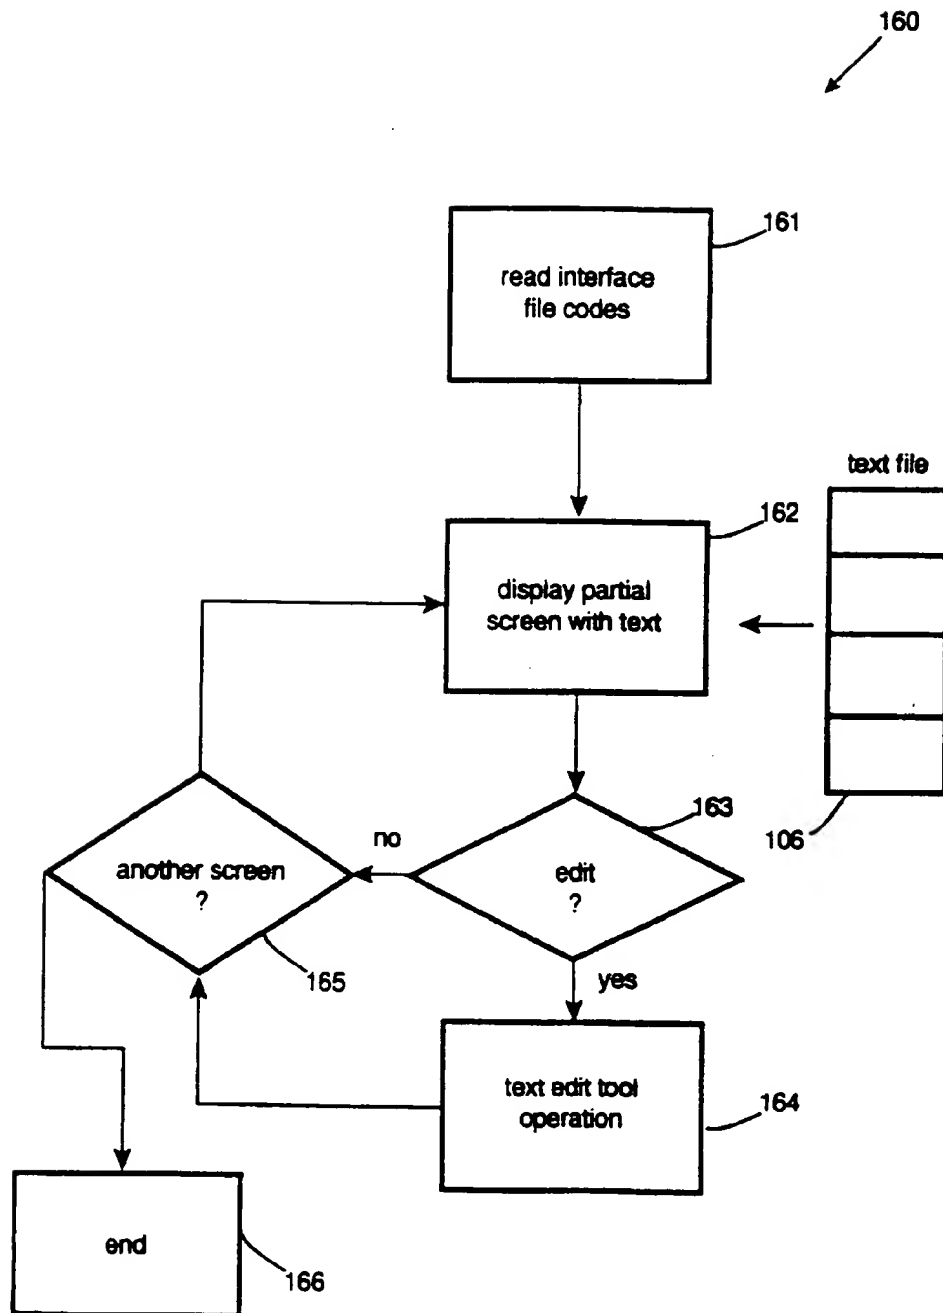 160
161
read interface
file codes
text file
162
display partial
screen with text
163
106
no
another screen
?
edit
?
165
yes
text edit tool
operation
164
end
166